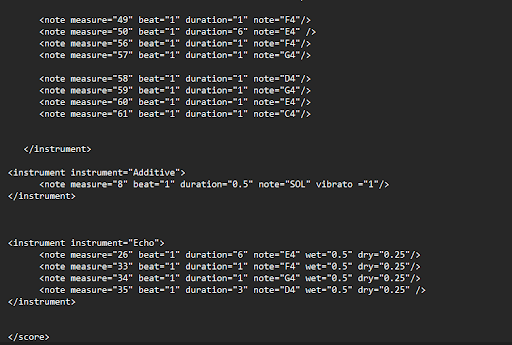 <note measure="49" beat="1" duration="1" note="F4"/>
<note measure="50" beat="1" duration="6" note="E4" />
<note measure="56" beat="1" duration="1" note="F4"/>
<note measure="57" beat="1" duration="1" note="G4"/>
<note measure="58" beat="1" duration="1" note="D4"/>
<note measure="59" beat="1" duration="1" note="G4"/>
<note measure="60" beat="1" duration="1" note="E4"/>
<note measure="61" beat="1" duration="1" note="C4"/>
</instrument>
<instrument instrument="Additive">
<note measure="8" beat="1" duration="0.5" note="SOL" vibrato ="1"/>
</instrument>
<instrument instrument="Echo">
<note measure="26" beat="1" duration="6" note="E4" wet="0.5" dry="0.25"/>
<note measure="33" beat="1" duration="1" note="F4" wet="0.5" dry="0.25"/>
<note measure="34" beat="1" duration="1" note="G4" wet="0.5" dry="0.25"/>
<note measure="35" beat="1" duration="3" note="D4" wet="0.5" dry="0.25" />
</instrument>
</score>